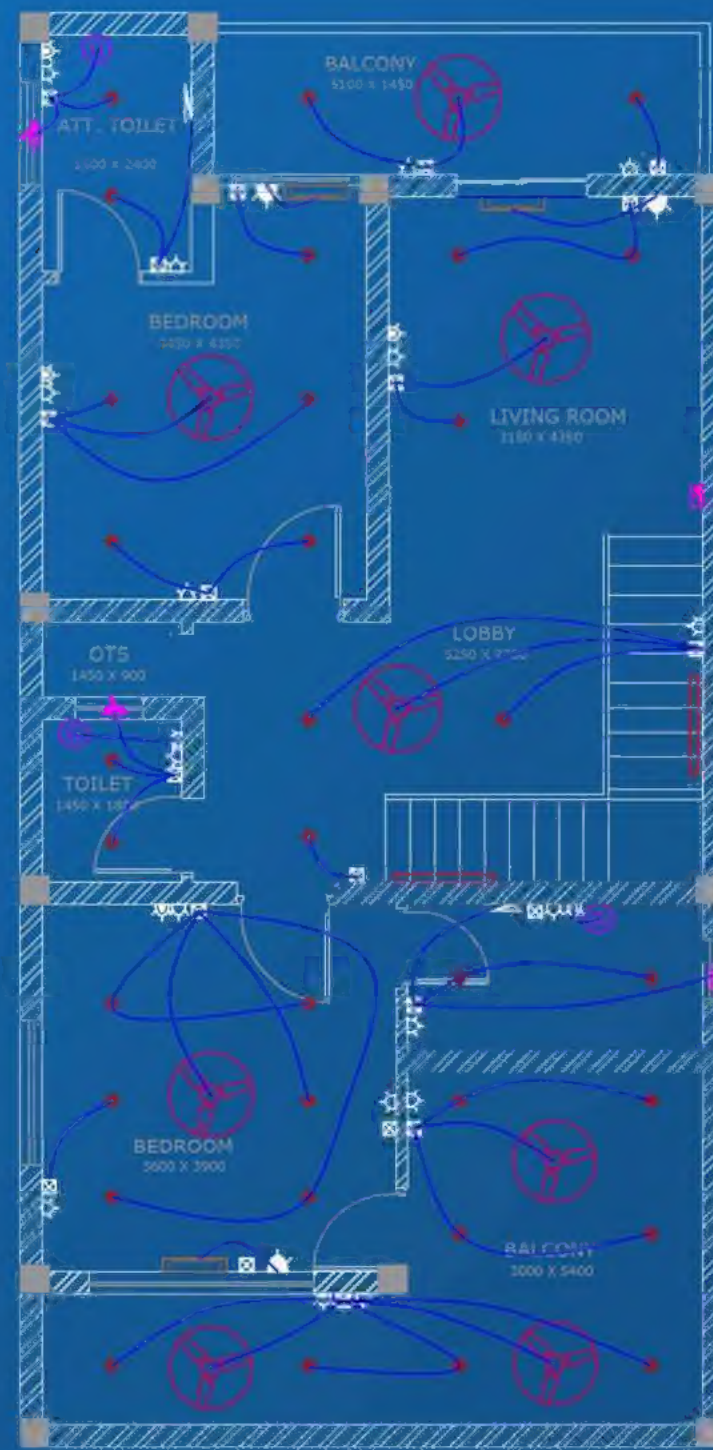 BALCONY
5100 X 1450
ATT. TOILET
1500 X 2400
BEDROOM
3450 X 4350
LIVING ROOM
3150 X 4350
LOBBY
OTS
1450 X 900
TOILET
BEDROOM
3600 X 3900
BALCONY
3000 X 5400